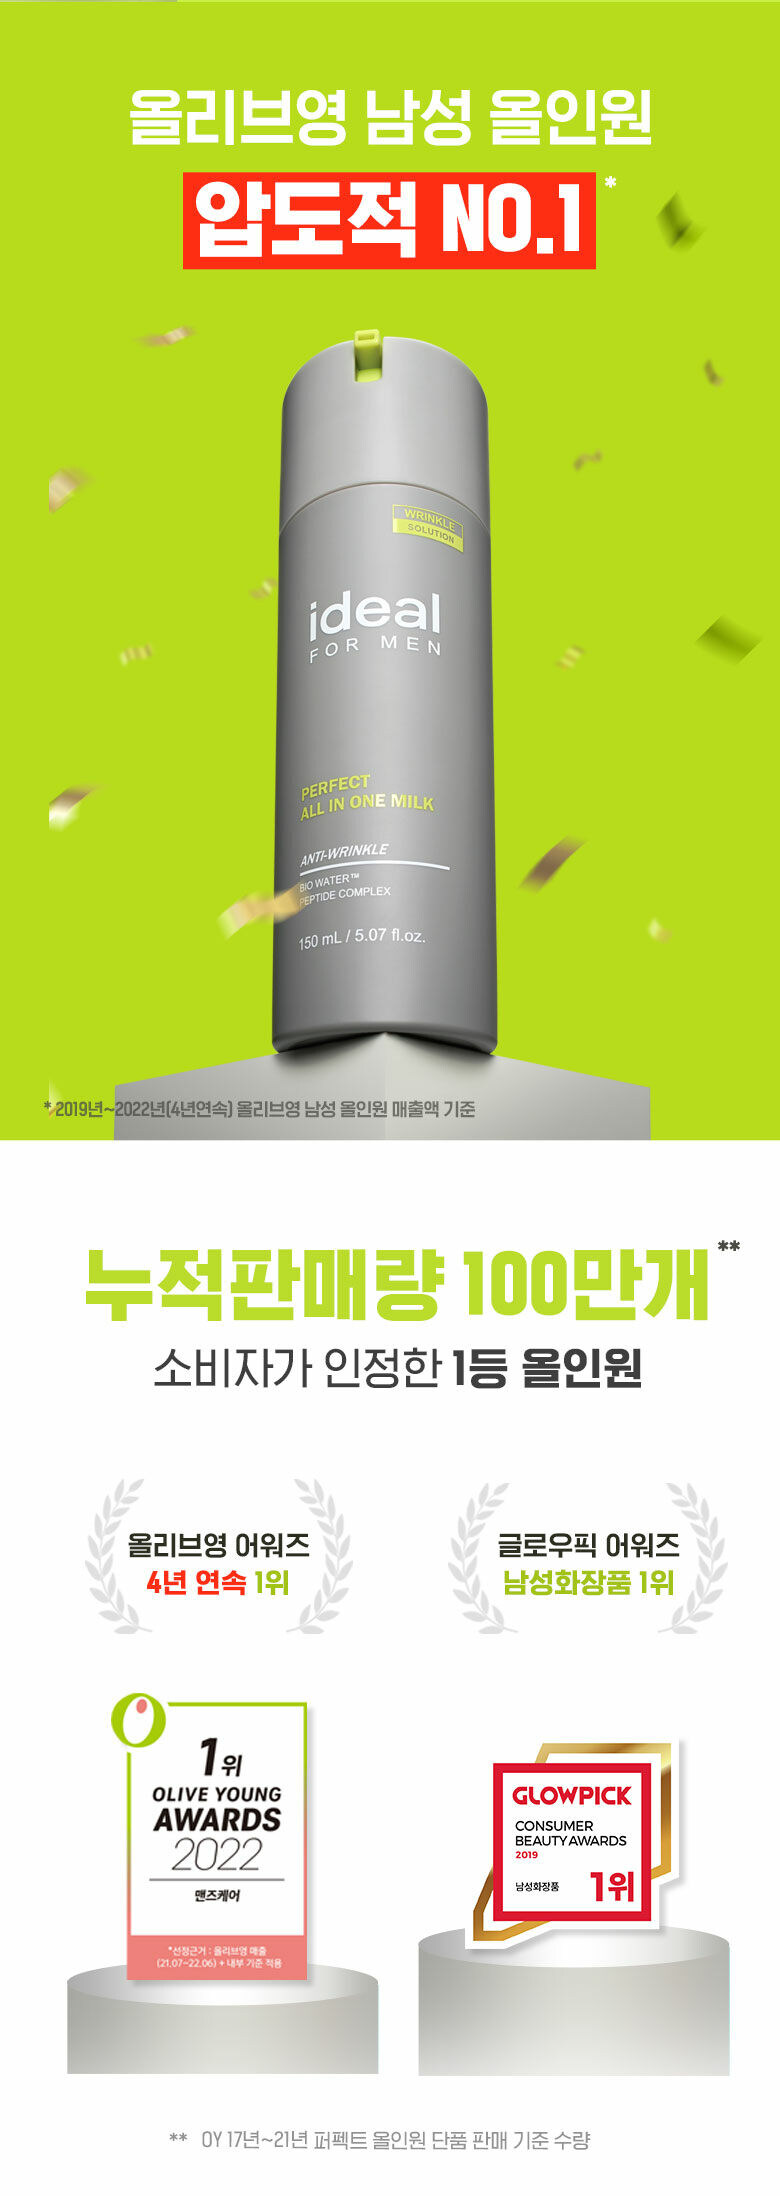 올리브영 남성 올인원
압도적 NO.1 *
WRINKLE
SOLUTION
ideal
FOR MEN
PERFECT
ALL IN ONE MILK
ANTI-WRINKLE
BIO WATER™
PEPTIDE COMPLEX
150 mL / 5.07 fl.oz.
* 2019년~2022년(4년연속) 올리브영 남성 올인원 매출액 기준
누적판매량 100만개 **
소비자가 인정한 1등 올인원
올리브영 어워즈
4년 연속 1위
글로우픽 어워즈
남성화장품 1위
1위
OLIVE YOUNG
AWARDS
2022
맨즈케어
*선정근거 : 올리브영 매출
(21.07~22.06) + 내부 기준 적용
GLOWPICK
CONSUMER
BEAUTY AWARDS
2019
남성화장품 1위
** OY 17년~21년 퍼펙트 올인원 단품 판매 기준 수량